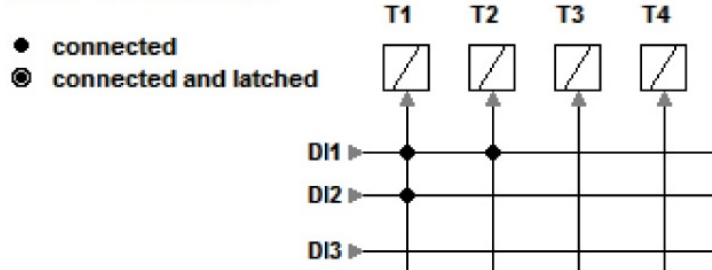 T1 T2 T3 T4
connected
connected and latched
DI1
DI2
DI3